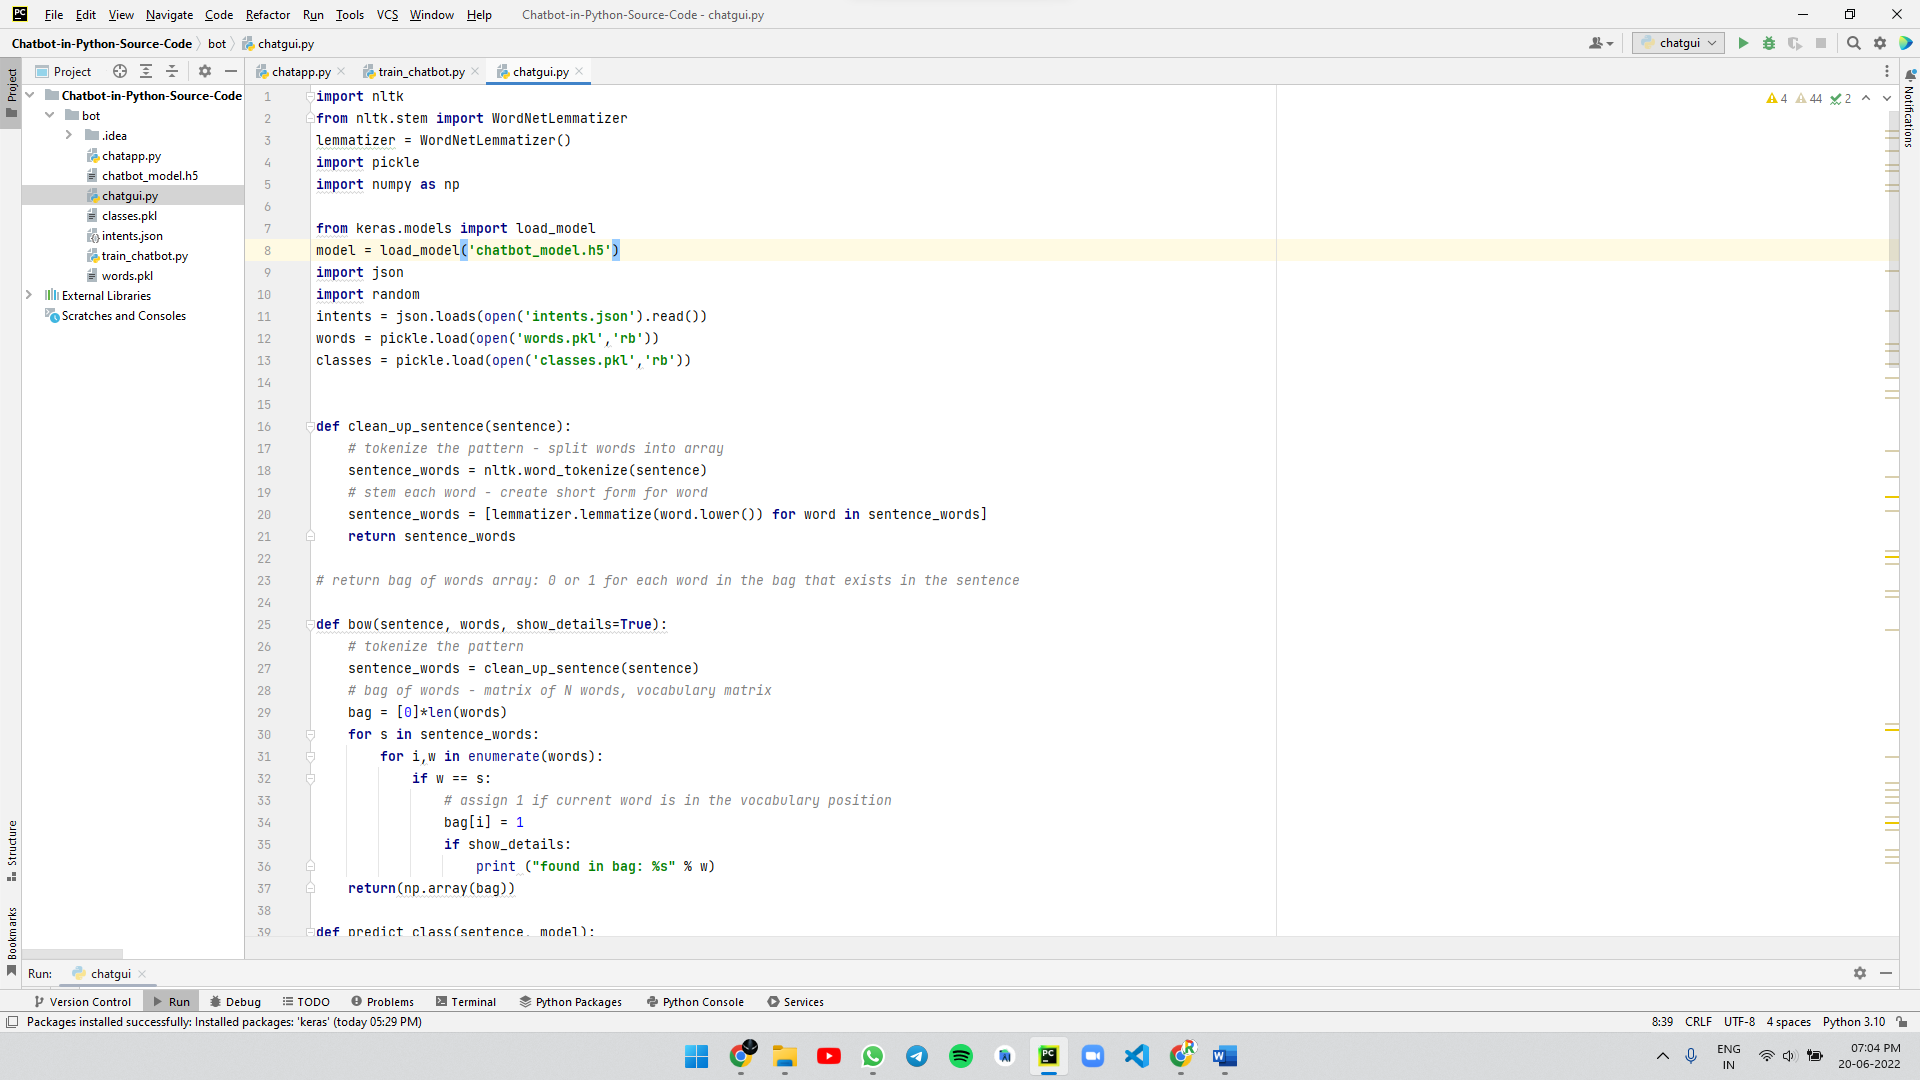 File Edit View Navigate Code Refactor Run Tools VCS Window Help Chatbot-in-Python-Source-Code - chatgui.py
Chatbot-in-Python-Source-Code bot chatgui.py chatgui
Project chatapp.py train_chatbot.py chatgui.py
Project
Notifications
Structure
Bookmarks
Chatbot-in-Python-Source-Code
bot
.idea
chatapp.py
chatbot_model.h5
chatgui.py
classes.pkl
intents.json
train_chatbot.py
words.pkl
External Libraries
Scratches and Consoles
4 44 2
1 import nltk
2 from nltk.stem import WordNetLemmatizer
3 lemmatizer = WordNetLemmatizer()
4 import pickle
5 import numpy as np
6
7 from keras.models import load_model
8 model = load_model('chatbot_model.h5')
9 import json
10 import random
11 intents = json.loads(open('intents.json').read())
12 words = pickle.load(open('words.pkl','rb'))
13 classes = pickle.load(open('classes.pkl','rb'))
14
15
16 def clean_up_sentence(sentence):
17 # tokenize the pattern - split words into array
18 sentence_words = nltk.word_tokenize(sentence)
19 # stem each word - create short form for word
20 sentence_words = [lemmatizer.lemmatize(word.lower()) for word in sentence_words]
21 return sentence_words
22
23 # return bag of words array: 0 or 1 for each word in the bag that exists in the sentence
24
25 def bow(sentence, words, show_details=True):
26 # tokenize the pattern
27 sentence_words = clean_up_sentence(sentence)
28 # bag of words - matrix of N words, vocabulary matrix
29 bag = [0]*len(words)
30 for s in sentence_words:
31 for i,w in enumerate(words):
32 if w == s:
33 # assign 1 if current word is in the vocabulary position
34 bag[i] = 1
35 if show_details:
36 print ("found in bag: %s" % w)
37 return(np.array(bag))
38
39 def predict_class(sentence, model):
Run: chatgui
Version Control Run Debug TODO Problems Terminal Python Packages Python Console Services
Packages installed successfully: Installed packages: 'keras' (today 05:29 PM) 8:39 CRLF UTF-8 4 spaces Python 3.10
ENG
IN
07:04 PM
20-06-2022